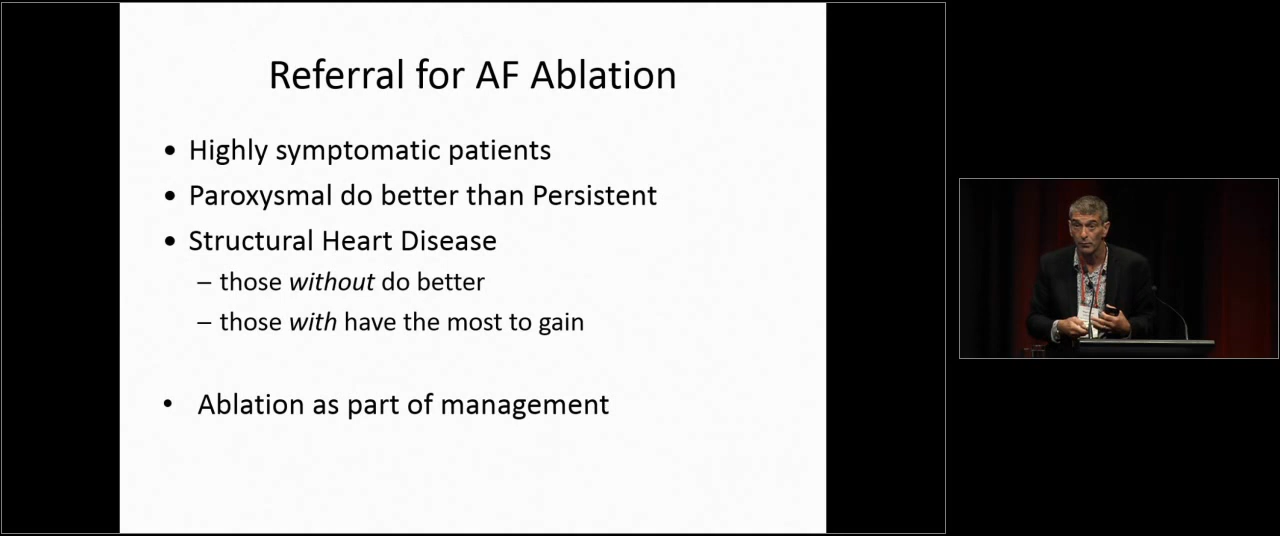 Referral for AF Ablation
• Highly symptomatic patients
• Paroxysmal do better than Persistent
• Structural Heart Disease
– those without do better
– those with have the most to gain
• Ablation as part of management